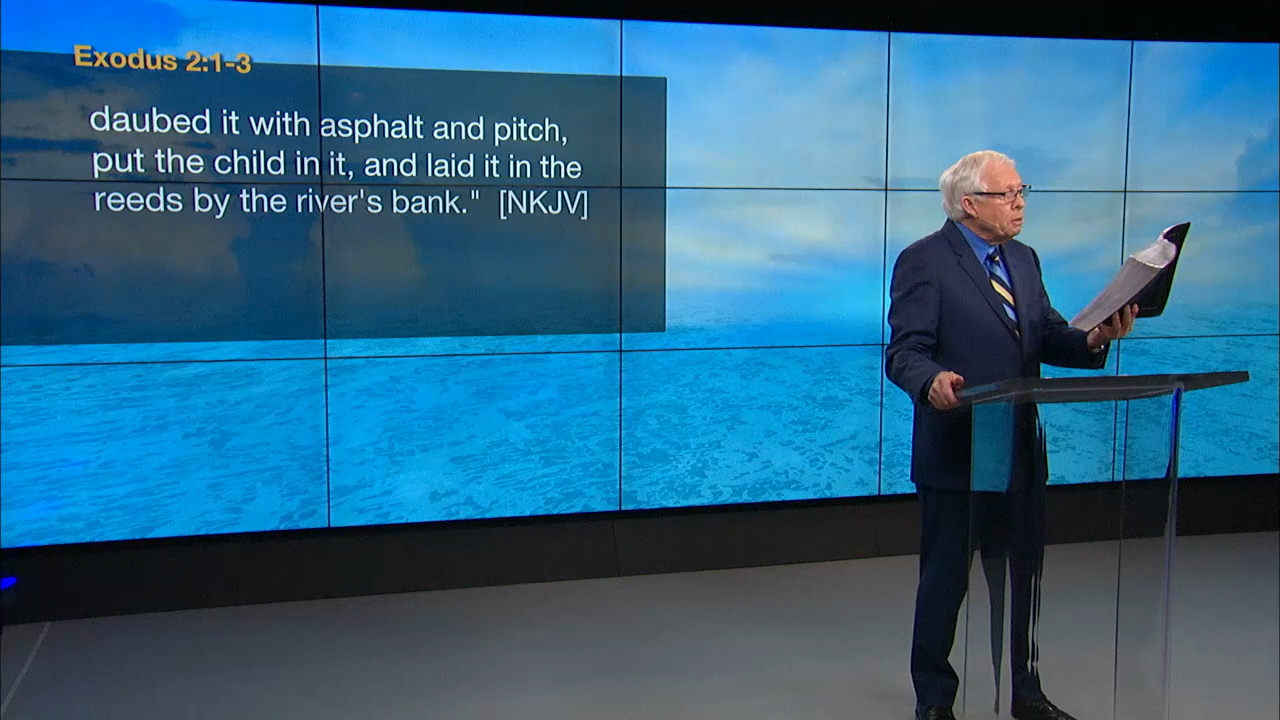 Exodus 2:1-3
daubed it with asphalt and pitch,
put the child in it, and laid it in the
reeds by the river's bank." [NKJV]